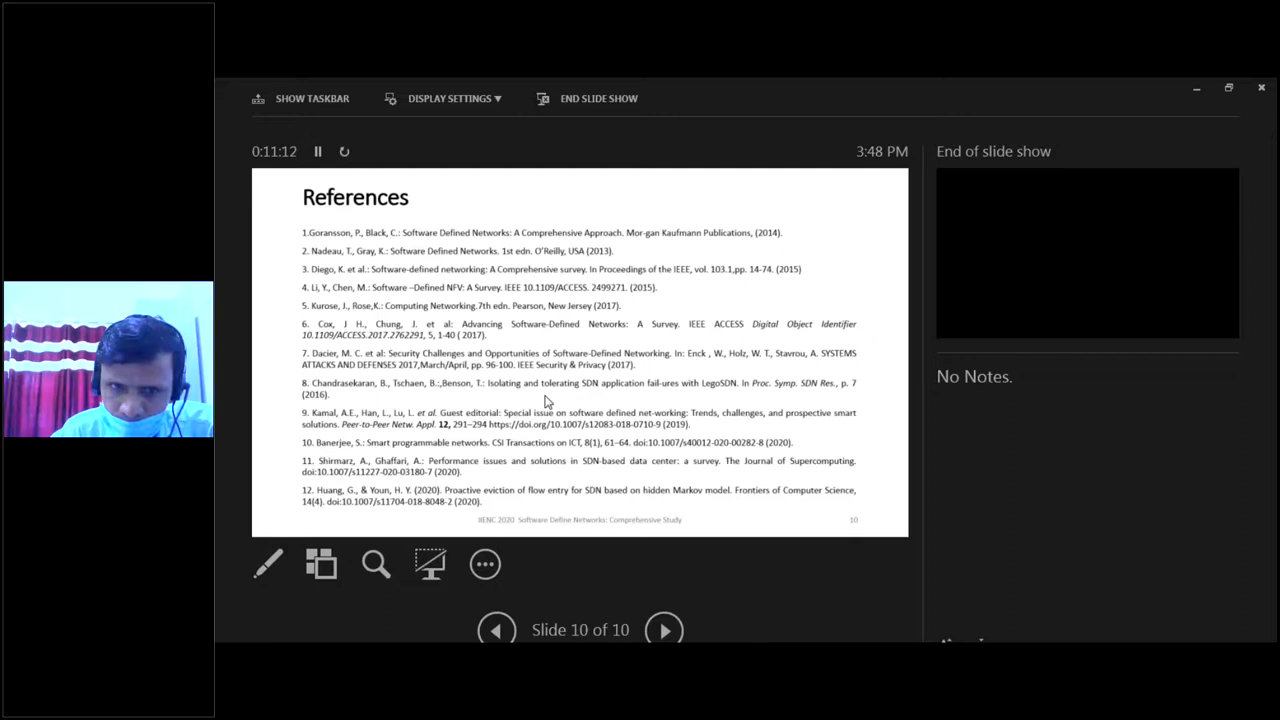 SHOW TASKBAR
DISPLAY SETTINGS ▼
END SLIDE SHOW
0:11:12
3:48 PM
End of slide show
References
1.Goransson, P., Black, C.: Software Defined Networks: A Comprehensive Approach. Mor-gan Kaufmann Publications, (2014).
2. Nadeau, T., Gray, K.: Software Defined Networks. 1st edn. O'Reilly, USA (2013).
3. Diego, K. et al.: Software-defined networking: A Comprehensive survey. In Proceedings of the IEEE, vol. 103.1,pp. 14-74. (2015)
4. Li, Y., Chen, M.: Software –Defined NFV: A Survey. IEEE 10.1109/ACCESS. 2499271. (2015).
5. Kurose, J., Rose,K.: Computing Networking.7th edn. Pearson, New Jersey (2017).
6. Cox, J H., Chung, J. et al: Advancing Software-Defined Networks: A Survey. IEEE ACCESS Digital Object Identifier
10.1109/ACCESS.2017.2762291, 5, 1-40 ( 2017).
7. Dacier, M. C. et al: Security Challenges and Opportunities of Software-Defined Networking. In: Enck , W., Holz, W. T., Stavrou, A. SYSTEMS
ATTACKS AND DEFENSES 2017,March/April, pp. 96-100. IEEE Security & Privacy (2017).
8. Chandrasekaran, B., Tschaen, B.:,Benson, T.: Isolating and tolerating SDN application fail-ures with LegoSDN. In Proc. Symp. SDN Res., p. 7
(2016).
9. Kamal, A.E., Han, L., Lu, L. et al. Guest editorial: Special issue on software defined net-working: Trends, challenges, and prospective smart
solutions. Peer-to-Peer Netw. Appl. 12, 291–294 https://doi.org/10.1007/s12083-018-0710-9 (2019).
10. Banerjee, S.: Smart programmable networks. CSI Transactions on ICT, 8(1), 61–64. doi:10.1007/s40012-020-00282-8 (2020).
11. Shirmarz, A., Ghaffari, A.: Performance issues and solutions in SDN-based data center: a survey. The Journal of Supercomputing.
doi:10.1007/s11227-020-03180-7 (2020).
12. Huang, G., & Youn, H. Y. (2020). Proactive eviction of flow entry for SDN based on hidden Markov model. Frontiers of Computer Science,
14(4). doi:10.1007/s11704-018-8048-2 (2020).
IIENC 2020 Software Define Networks: Comprehensive Study
10
No Notes.
Slide 10 of 10